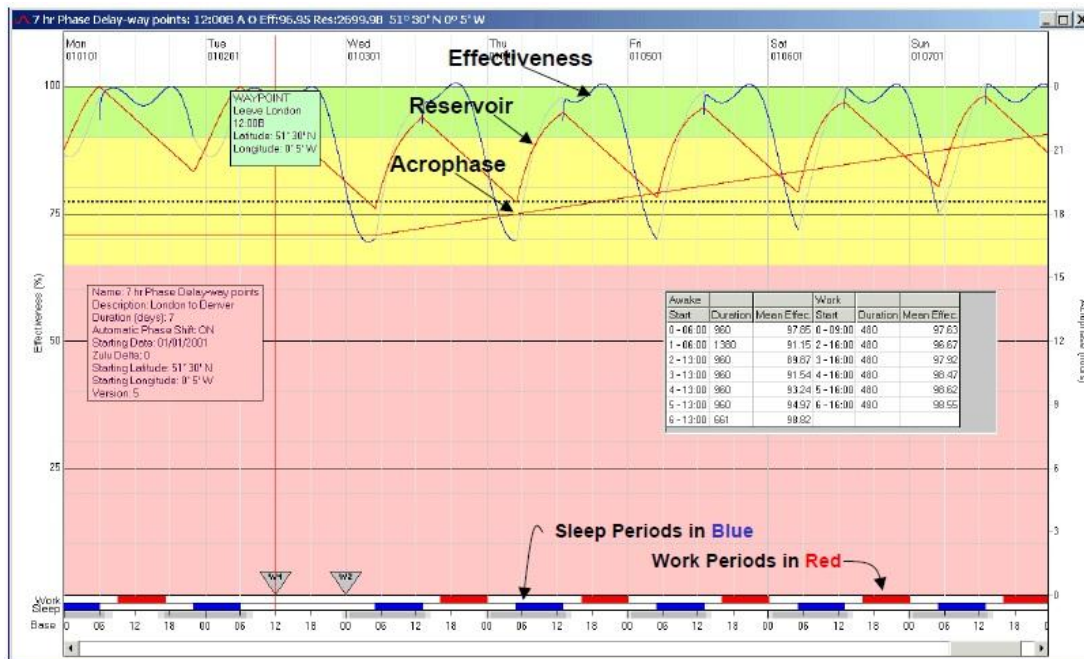 7 hr Phase Delay-way points: 12:00B A O Eff:96.95 Res:2699.98 51º 30' N 0º 5' W
Mon Tue Wed Thu Fri Sat Sun
010101 010201 010301 010501 010601 010701
Effectiveness
Reservoir
Acrophase
WAYPOINT
Leave London
12:00B
Latitude: 51° 30' N
Longitude: 0° 5' W
100
75
50
25
0
Effectiveness (%)
0
21
18
15
12
9
6
3
0
Acrophase (hours)
Name: 7 hr Phase Delay-way points
Description: London to Denver
Duration (days): 7
Automatic Phase Shift: ON
Starting Date: 01/01/2001
Zulu Delta: 0
Starting Latitude: 51° 30' N
Starting Longitude: 0° 5' W
Version: 5
Awake Work
Start Duration Mean Effec. Start Duration Mean Effec.
0 - 06:00 960 97.85 0 - 09:00 480 97.63
1 - 06:00 1380 91.15 2 - 16:00 480 96.67
2 - 13:00 960 89.87 3 - 16:00 480 97.92
3 - 13:00 960 91.54 4 - 16:00 480 98.47
4 - 13:00 960 93.24 5 - 16:00 480 98.62
5 - 13:00 960 94.97 6 - 16:00 480 98.55
6 - 13:00 661 98.82
Sleep Periods in Blue
Work Periods in Red
W1 W2
Work
Sleep
Base
0 06 12 18 00 06 12 18 00 06 12 18 00 06 12 18 00 06 12 18 00 06 12 18 00 06 12 18